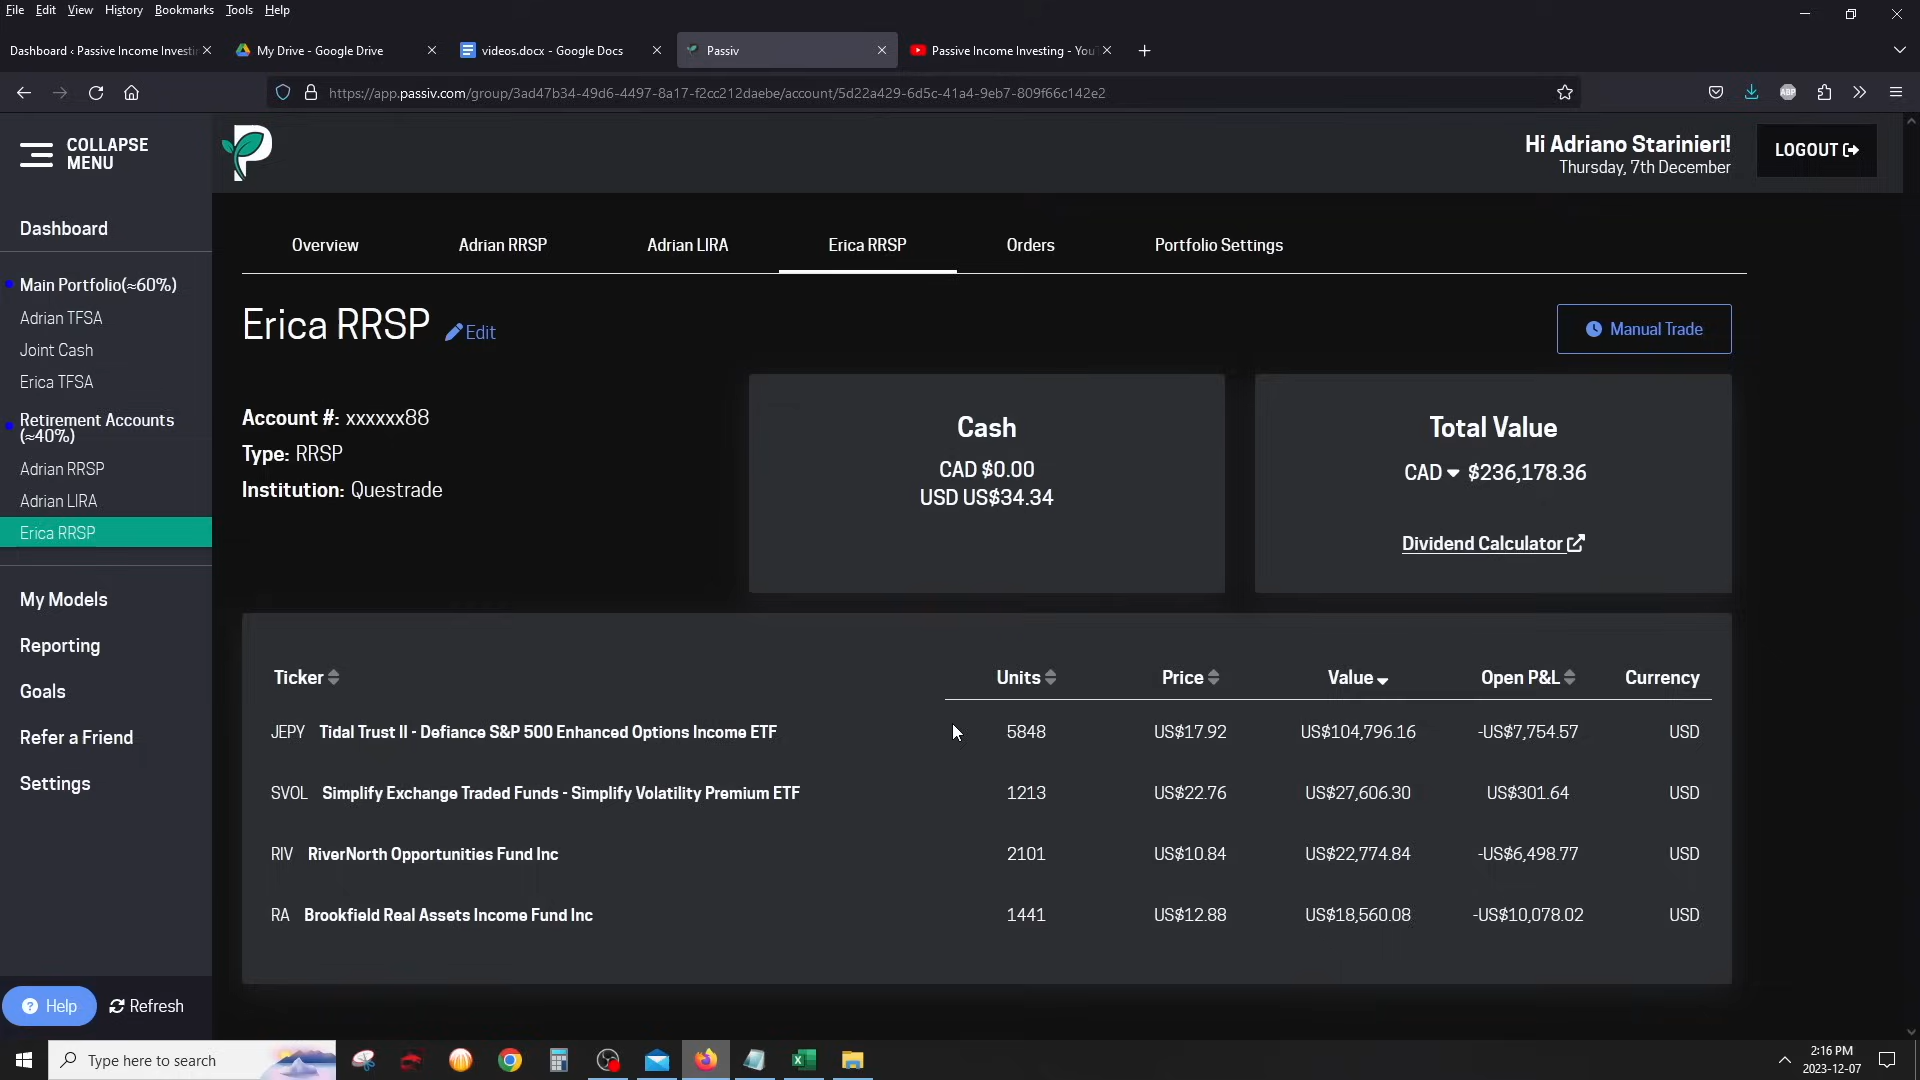 File Edit View History Bookmarks Tools Help
Dashboard ‹ Passive Income Investi
My Drive - Google Drive
videos.docx - Google Docs
Passiv
Passive Income Investing - You
https://app.passiv.com/group/3ad47b34-49d6-4497-8a17-f2cc212daebe/account/5d22a429-6d5c-41a4-9eb7-809f66c142e2
ABP
COLLAPSE
MENU
Hi Adriano Starinieri!
Thursday, 7th December
LOGOUT
Dashboard
Main Portfolio(≈60%)
Adrian TFSA
Joint Cash
Erica TFSA
Retirement Accounts
(≈40%)
Adrian RRSP
Adrian LIRA
Erica RRSP
My Models
Reporting
Goals
Refer a Friend
Settings
Help
Refresh
Overview Adrian RRSP Adrian LIRA Erica RRSP Orders Portfolio Settings
Erica RRSP Edit
Manual Trade
Account #: xxxxxx88
Type: RRSP
Institution: Questrade
Cash
CAD $0.00
USD US$34.34
Total Value
CAD $236,178.36
Dividend Calculator
Ticker Units Price Value Open P&L Currency
JEPY Tidal Trust II - Defiance S&P 500 Enhanced Options Income ETF 5848 US$17.92 US$104,796.16 -US$7,754.57 USD
SVOL Simplify Exchange Traded Funds - Simplify Volatility Premium ETF 1213 US$22.76 US$27,606.30 US$301.64 USD
RIV RiverNorth Opportunities Fund Inc 2101 US$10.84 US$22,774.84 -US$6,498.77 USD
RA Brookfield Real Assets Income Fund Inc 1441 US$12.88 US$18,560.08 -US$10,078.02 USD
Type here to search
2:16 PM
2023-12-07